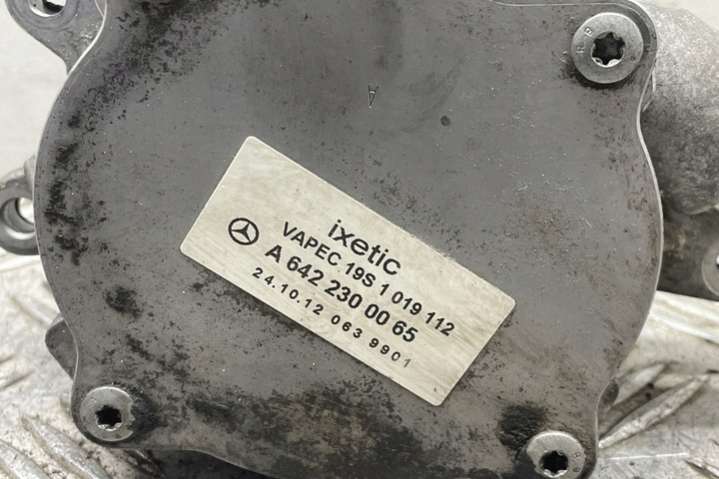 ixetic
VAPEC 19S 1 019 112
A 642 230 00 65
24.10.12 063 9901